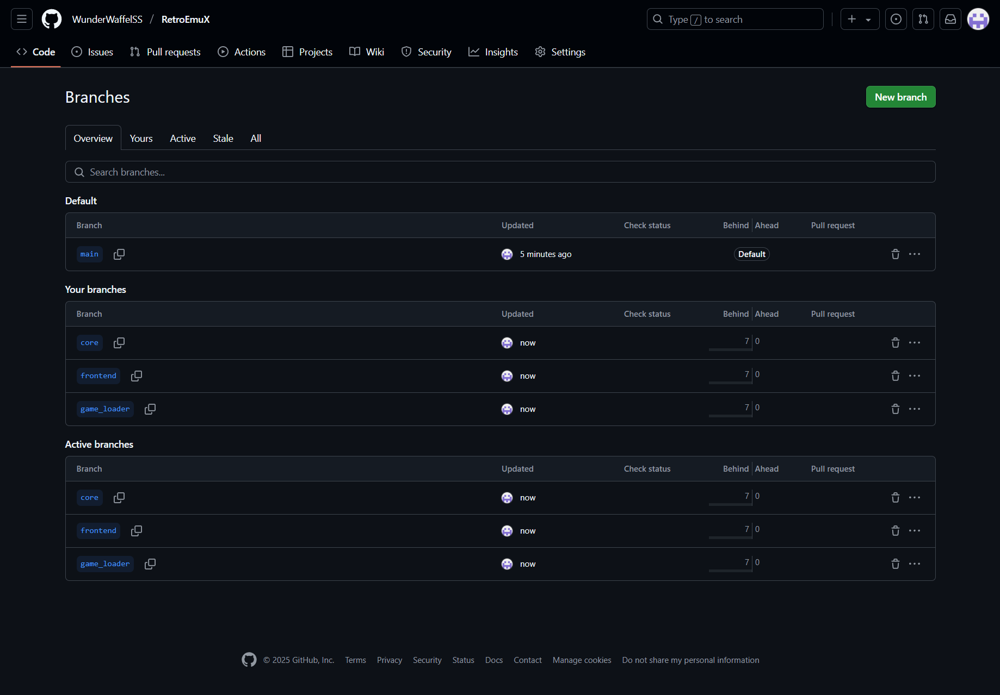 WunderWaffelSS / RetroEmuX
Type / to search
Code Issues Pull requests Actions Projects Wiki Security Insights Settings
Branches
New branch
Overview Yours Active Stale All
Search branches...
Default
Branch Updated Check status Behind Ahead Pull request
main 5 minutes ago Default
Your branches
Branch Updated Check status Behind Ahead Pull request
core now 7 0
frontend now 7 0
game_loader now 7 0
Active branches
Branch Updated Check status Behind Ahead Pull request
core now 7 0
frontend now 7 0
game_loader now 7 0
© 2025 GitHub, Inc. Terms Privacy Security Status Docs Contact Manage cookies Do not share my personal information